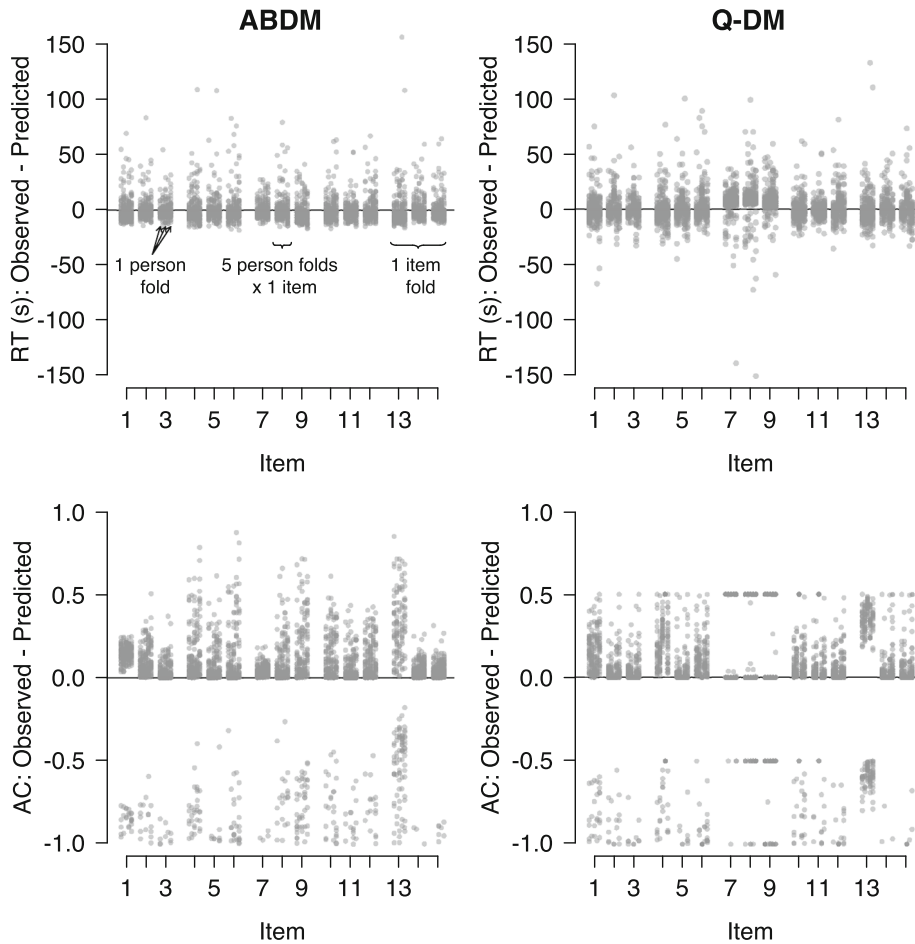 ABDM
Q-DM
RT (s): Observed - Predicted
150
100
50
0
-50
-100
-150
1 person
fold
5 person folds
x 1 item
1 item
fold
1 3 5 7 9 11 13
Item
RT (s): Observed - Predicted
150
100
50
0
-50
-100
-150
1 3 5 7 9 11 13
Item
AC: Observed - Predicted
1.0
0.5
0.0
-0.5
-1.0
1 3 5 7 9 11 13
Item
AC: Observed - Predicted
1.0
0.5
0.0
-0.5
-1.0
1 3 5 7 9 11 13
Item